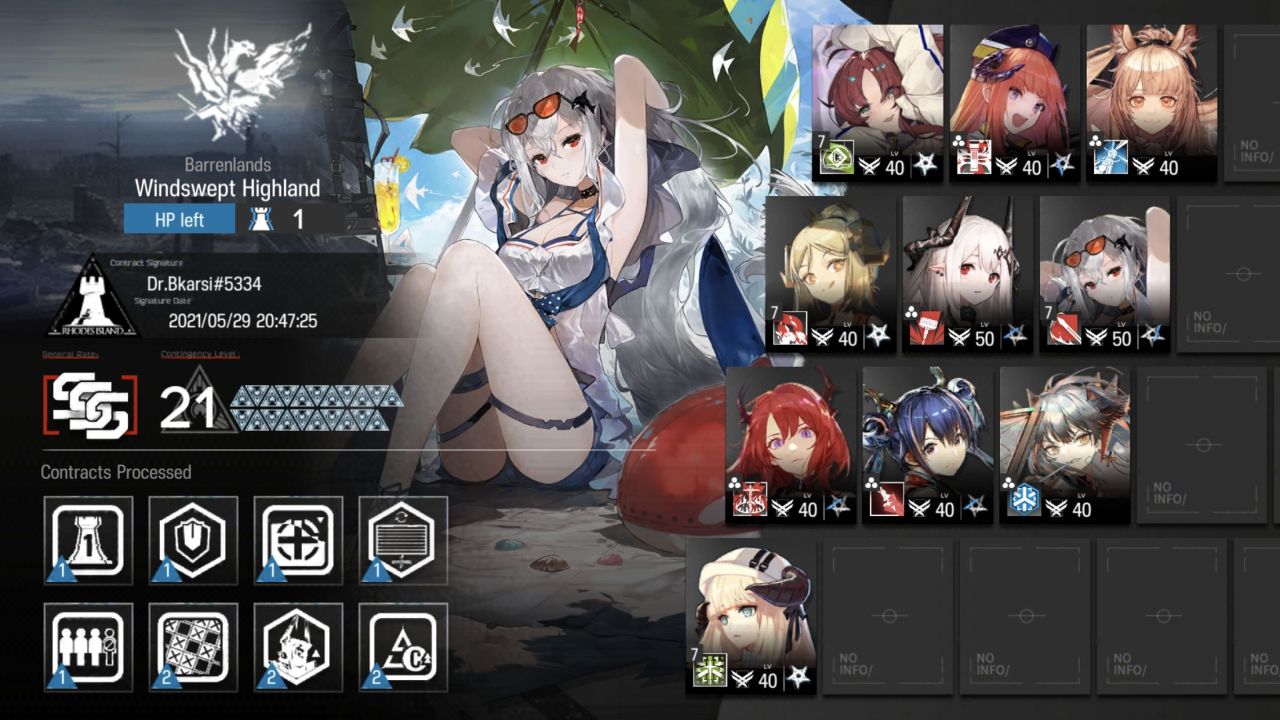 Barrenlands
Windswept Highland
HP left 1
Contract Signature
Dr.Bkarsi#5334
Signature Date
2021/05/29 20:47:25
RHODES ISLAND
General Rate:
Contingency Level:
21
Contracts Processed
1
1
1
1
1
1
2
2
2
7 LV 40
LV 40
LV 40
NO
INFO/
7 LV 40
LV 50
7 LV 50
NO
INFO/
LV 40
LV 40
LV 40
NO
INFO/
7 LV 40
NO
INFO/
NO
INFO/
NO
INFO/
NO
INFO/